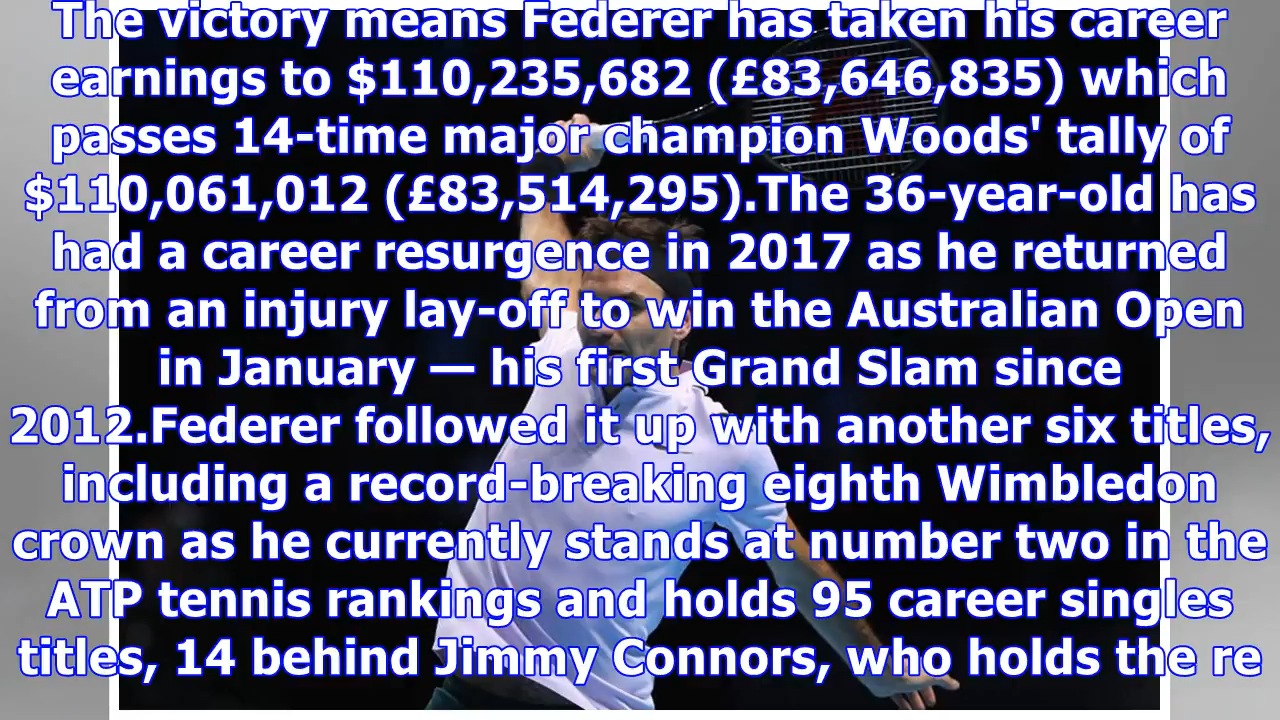 The victory means Federer has taken his career
earnings to $110,235,682 (£83,646,835) which
passes 14-time major champion Woods' tally of
$110,061,012 (£83,514,295).The 36-year-old has
had a career resurgence in 2017 as he returned
from an injury lay-off to win the Australian Open
in January — his first Grand Slam since
2012.Federer followed it up with another six titles,
including a record-breaking eighth Wimbledon
crown as he currently stands at number two in the
ATP tennis rankings and holds 95 career singles
titles, 14 behind Jimmy Connors, who holds the re